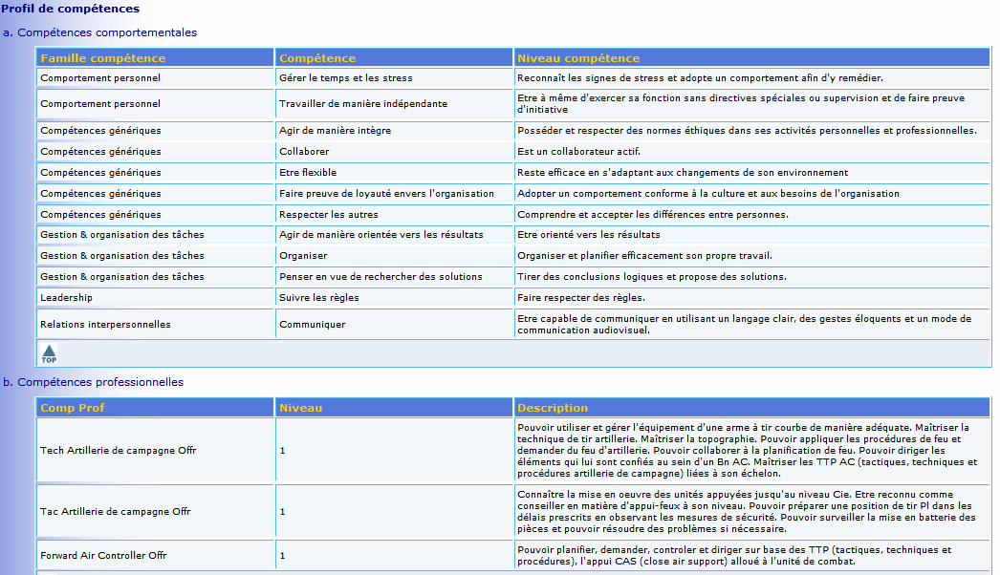 Profil de compétences
a. Compétences comportementales
Famille compétence Compétence Niveau compétence
Comportement personnel Gérer le temps et les stress Reconnaît les signes de stress et adopte un comportement afin d'y remédier.
Comportement personnel Travailler de manière indépendante Etre à même d'exercer sa fonction sans directives spéciales ou supervision et de faire preuve
d'initiative
Compétences génériques Agir de manière intègre Posséder et respecter des normes éthiques dans ses activités personnelles et professionnelles.
Compétences génériques Collaborer Est un collaborateur actif.
Compétences génériques Etre flexible Reste efficace en s'adaptant aux changements de son environnement
Compétences génériques Faire preuve de loyauté envers l'organisation Adopter un comportement conforme à la culture et aux besoins de l'organisation
Compétences génériques Respecter les autres Comprendre et accepter les différences entre personnes.
Gestion & organisation des tâches Agir de manière orientée vers les résultats Etre orienté vers les résultats
Gestion & organisation des tâches Organiser Organiser et planifier efficacement son propre travail.
Gestion & organisation des tâches Penser en vue de rechercher des solutions Tirer des conclusions logiques et propose des solutions.
Leadership Suivre les règles Faire respecter des règles.
Relations interpersonnelles Communiquer Etre capable de communiquer en utilisant un langage clair, des gestes éloquents et un mode de
communication audiovisuel.
TOP
b. Compétences professionnelles
Comp Prof Niveau Description
Tech Artillerie de campagne Offr 1 Pouvoir utiliser et gérer l'équipement d'une arme à tir courbe de manière adéquate. Maîtriser la
technique de tir artillerie. Maîtriser la topographie. Pouvoir appliquer les procédures de feu et
demander du feu d'artillerie. Pouvoir collaborer à la planification de feu. Pouvoir diriger les
éléments qui lui sont confiés au sein d'un Bn AC. Maîtriser les TTP AC (tactiques, techniques et
procédures artillerie de campagne) liées à son échelon.
Tac Artillerie de campagne Offr 1 Connaître la mise en oeuvre des unités appuyées jusqu'au niveau Cie. Etre reconnu comme
conseiller en matière d'appui-feux à son niveau. Pouvoir préparer une position de tir Pl dans les
délais prescrits en observant les mesures de sécurité. Pouvoir surveiller la mise en batterie des
pièces et pouvoir résoudre des problèmes si nécessaire.
Forward Air Controller Offr 1 Pouvoir planifier, demander, controler et diriger sur base des TTP (tactiques, techniques et
procédures), l'appui CAS (close air support) alloué à l'unité de combat.